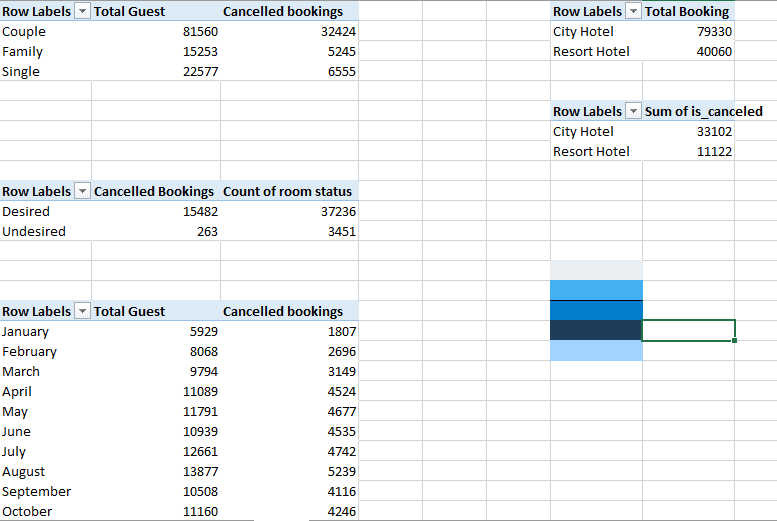 Row Labels Total Guest Cancelled bookings
Couple 81560 32424
Family 15253 5245
Single 22577 6555
Row Labels Total Booking
City Hotel 79330
Resort Hotel 40060
Row Labels Sum of is_canceled
City Hotel 33102
Resort Hotel 11122
Row Labels Cancelled Bookings Count of room status
Desired 15482 37236
Undesired 263 3451
Row Labels Total Guest Cancelled bookings
January 5929 1807
February 8068 2696
March 9794 3149
April 11089 4524
May 11791 4677
June 10939 4535
July 12661 4742
August 13877 5239
September 10508 4116
October 11160 4246